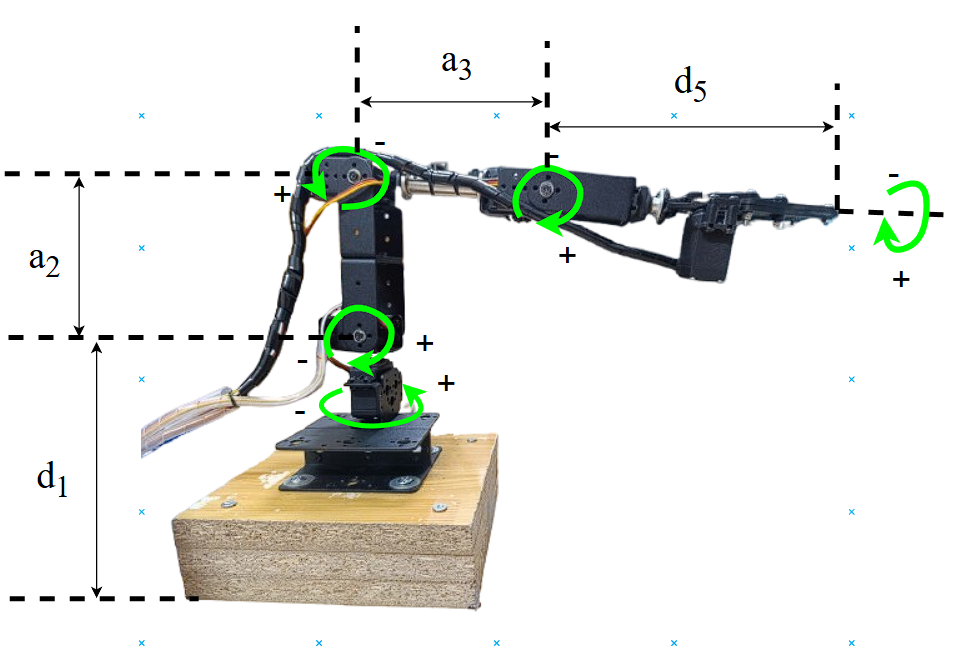 a3
d5
-
+
-
+
-
+
a2
+
-
+
-
d1